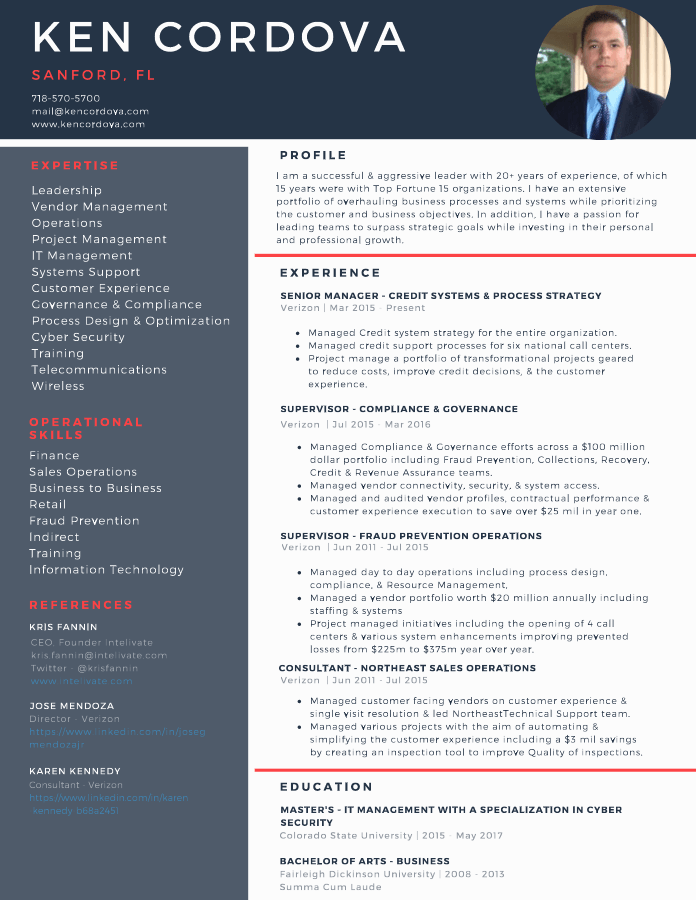 KEN CORDOVA
SANFORD, FL
718-570-5700
mail@kencordova.com
www.kencordova.com
EXPERTISE
Leadership
Vendor Management
Operations
Project Management
IT Management
Systems Support
Customer Experience
Governance & Compliance
Process Design & Optimization
Cyber Security
Training
Telecommunications
Wireless
OPERATIONAL
SKILLS
Finance
Sales Operations
Business to Business
Retail
Fraud Prevention
Indirect
Training
Information Technology
REFERENCES
KRIS FANNIN
CEO, Founder Intelivate
kris.fannin@intelivate.com
Twitter - @krisfannin
www.intelivate.com
JOSE MENDOZA
Director - Verizon
https://www.linkedin.com/in/joseg
mendozajr
KAREN KENNEDY
Consultant - Verizon
https://www.linkedin.com/in/karen
-kennedy-b68a2451
PROFILE
I am a successful & aggressive leader with 20+ years of experience, of which
15 years were with Top Fortune 15 organizations. I have an extensive
portfolio of overhauling business processes and systems while prioritizing
the customer and business objectives. In addition, I have a passion for
leading teams to surpass strategic goals while investing in their personal
and professional growth.
EXPERIENCE
SENIOR MANAGER - CREDIT SYSTEMS & PROCESS STRATEGY
Verizon | Mar 2015 - Present
• Managed Credit system strategy for the entire organization.
• Managed credit support processes for six national call centers.
• Project manage a portfolio of transformational projects geared
to reduce costs, improve credit decisions, & the customer
experience.
SUPERVISOR - COMPLIANCE & GOVERNANCE
Verizon | Jul 2015 - Mar 2016
• Managed Compliance & Governance efforts across a $100 million
dollar portfolio including Fraud Prevention, Collections, Recovery,
Credit & Revenue Assurance teams.
• Managed vendor connectivity, security, & system access.
• Managed and audited vendor profiles, contractual performance &
customer experience execution to save over $25 mil in year one.
SUPERVISOR - FRAUD PREVENTION OPERATIONS
Verizon | Jun 2011 - Jul 2015
• Managed day to day operations including process design,
compliance, & Resource Management,
• Managed a vendor portfolio worth $20 million annually including
staffing & systems
• Project managed initiatives including the opening of 4 call
centers & various system enhancements improving prevented
losses from $225m to $375m year over year.
CONSULTANT - NORTHEAST SALES OPERATIONS
Verizon | Jun 2011 - Jul 2015
• Managed customer facing vendors on customer experience &
single visit resolution & led NortheastTechnical Support team.
• Managed various projects with the aim of automating &
simplifying the customer experience including a $3 mil savings
by creating an inspection tool to improve Quality of inspections.
EDUCATION
MASTER'S - IT MANAGEMENT WITH A SPECIALIZATION IN CYBER
SECURITY
Colorado State University | 2015 - May 2017
BACHELOR OF ARTS - BUSINESS
Fairleigh Dickinson University | 2008 - 2013
Summa Cum Laude